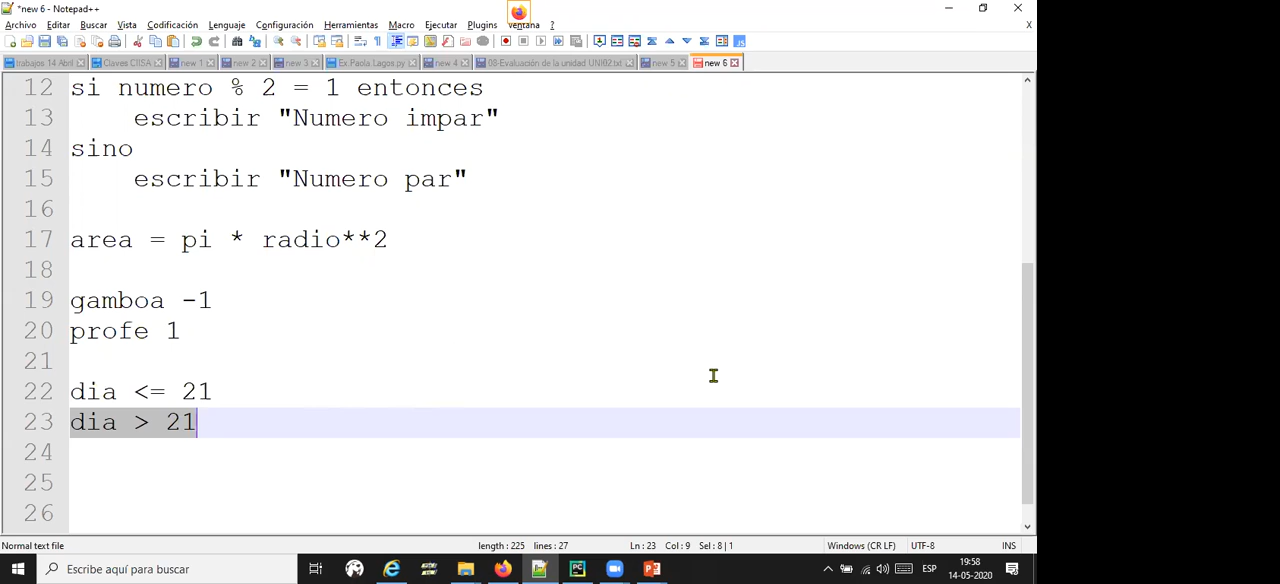 *new 6 - Notepad++
Archivo Editar Buscar Vista Codificación Lenguaje Configuración Herramientas Macro Ejecutar Plugins Ventana ? X
trabajos 14 Abril Claves CIISA new 1 new 2 new 3 Ex Paola Lagos.py new 4 08-Evaluación de la unidad UNI02.txt new 5 new 6
12 si numero % 2 = 1 entonces
13 escribir "Numero impar"
14 sino
15 escribir "Numero par"
16
17 area = pi * radio**2
18
19 gamboa -1
20 profe 1
21
22 dia <= 21
23 dia > 21
24
25
26
Normal text file length : 225 lines : 27 Ln : 23 Col : 9 Sel : 8 | 1 Windows (CR LF) UTF-8 INS
Escribe aquí para buscar ESP 19:58
14-05-2020